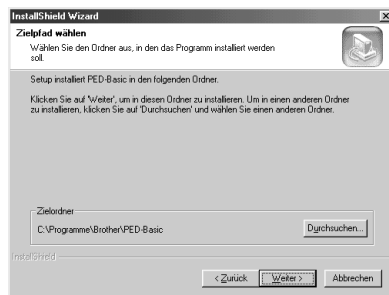 InstallShield Wizard
Zielpfad wählen
Wählen Sie den Ordner aus, in den das Programm installiert werden
soll.
Setup installiert PED-Basic in den folgenden Ordner.
Klicken Sie auf 'Weiter', um in diesen Ordner zu installieren. Um in einen anderen Ordner
zu installieren, klicken Sie auf 'Durchsuchen' und wählen Sie einen anderen Ordner.
Zielordner
C:\Programme\Brother\PED-Basic
Durchsuchen...
InstallShield
< Zurück
Weiter >
Abbrechen